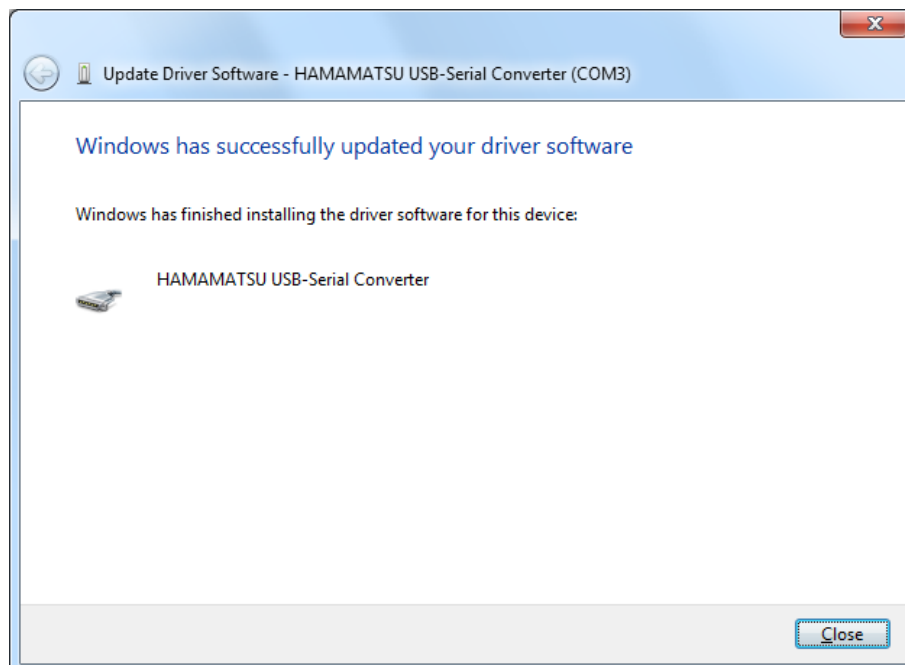 Update Driver Software - HAMAMATSU USB-Serial Converter (COM3)
Windows has successfully updated your driver software
Windows has finished installing the driver software for this device:
HAMAMATSU USB-Serial Converter
Close